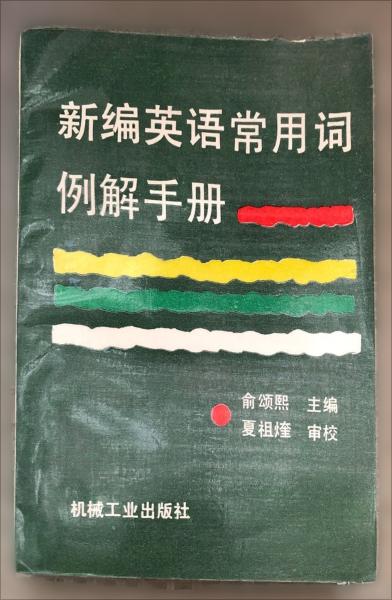 新编英语常用词
例解手册
俞颂熙 主编
夏祖煃 审校
机械工业出版社